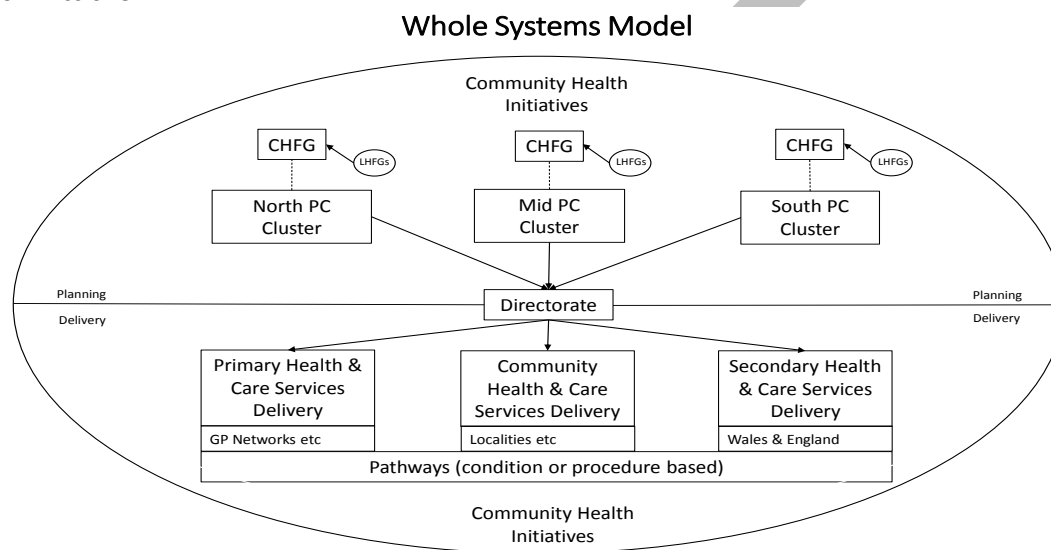 Whole Systems Model
Community Health
Initiatives
CHFG
LHFGs
CHFG
LHFGs
CHFG
LHFGs
North PC
Cluster
Mid PC
Cluster
South PC
Cluster
Planning
Delivery
Directorate
Planning
Delivery
Primary Health &
Care Services
Delivery
GP Networks etc
Community
Health & Care
Services Delivery
Localities etc
Secondary Health
& Care Services
Delivery
Wales & England
Pathways (condition or procedure based)
Community Health
Initiatives